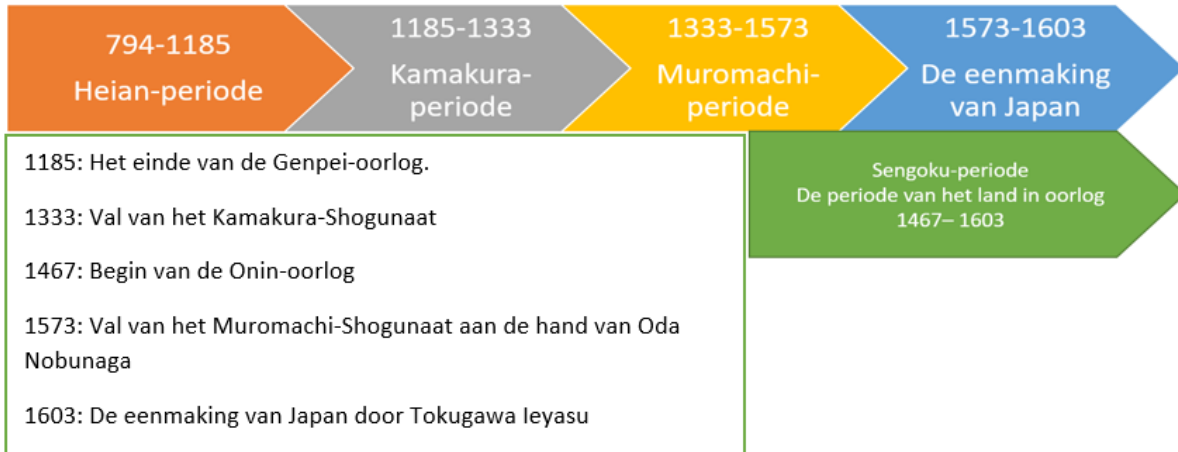 794-1185
Heian-periode
1185-1333
Kamakura-
periode
1333-1573
Muromachi-
periode
1573-1603
De eenmaking
van Japan
Sengoku-periode
De periode van het land in oorlog
1467– 1603
1185: Het einde van de Genpei-oorlog.
1333: Val van het Kamakura-Shogunaat
1467: Begin van de Onin-oorlog
1573: Val van het Muromachi-Shogunaat aan de hand van Oda
Nobunaga
1603: De eenmaking van Japan door Tokugawa Ieyasu